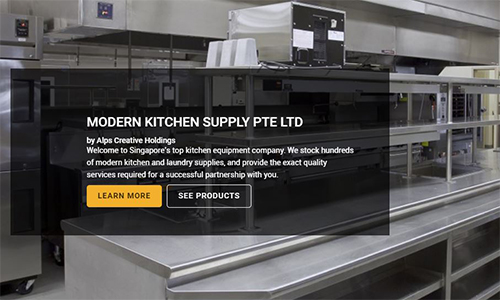 MODERN KITCHEN SUPPLY PTE LTD
by Alps Creative Holdings
Welcome to Singapore's top kitchen equipment company. We stock hundreds
of modern kitchen and laundry supplies, and provide the exact quality
services required for a successful partnership with you.
LEARN MORE
SEE PRODUCTS